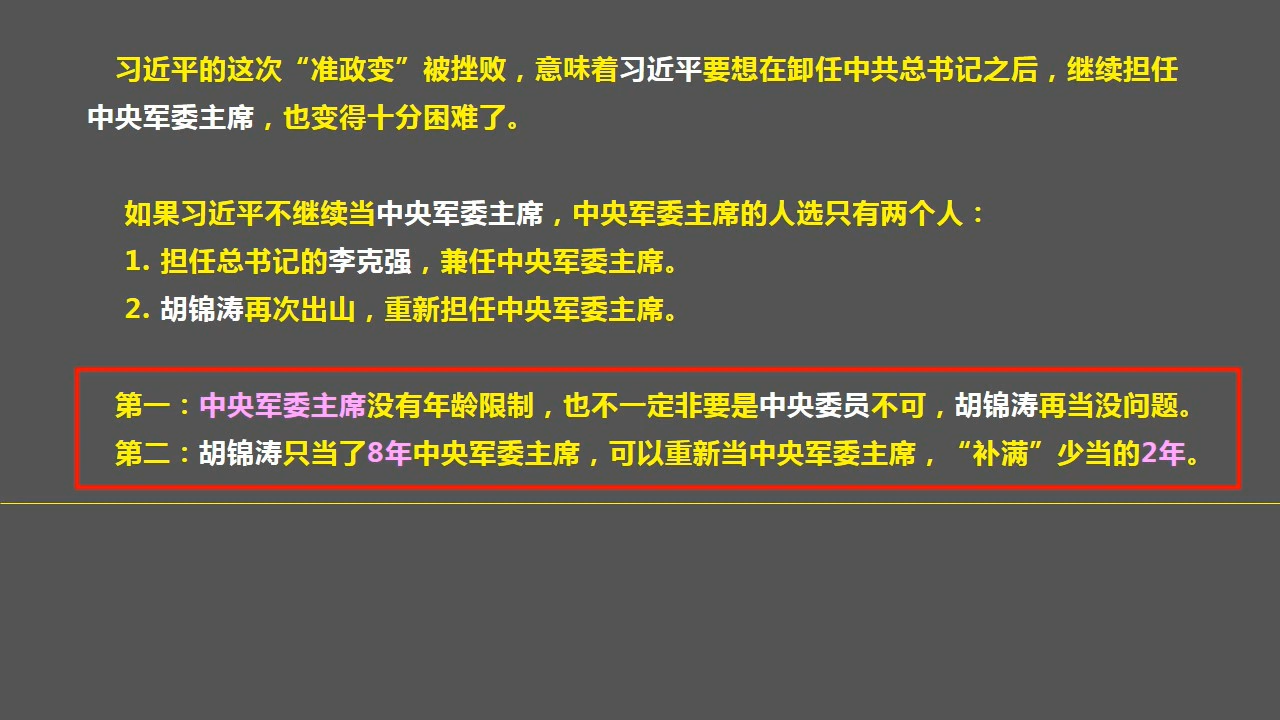 习近平的这次“准政变”被挫败，意味着习近平要想在卸任中共总书记之后，继续担任
中央军委主席，也变得十分困难了。
如果习近平不继续当中央军委主席，中央军委主席的人选只有两个人：
1. 担任总书记的李克强，兼任中央军委主席。
2. 胡锦涛再次出山，重新担任中央军委主席。
第一：中央军委主席没有年龄限制，也不一定非要是中央委员不可，胡锦涛再当没问题。
第二：胡锦涛只当了8年中央军委主席，可以重新当中央军委主席，“补满”少当的2年。